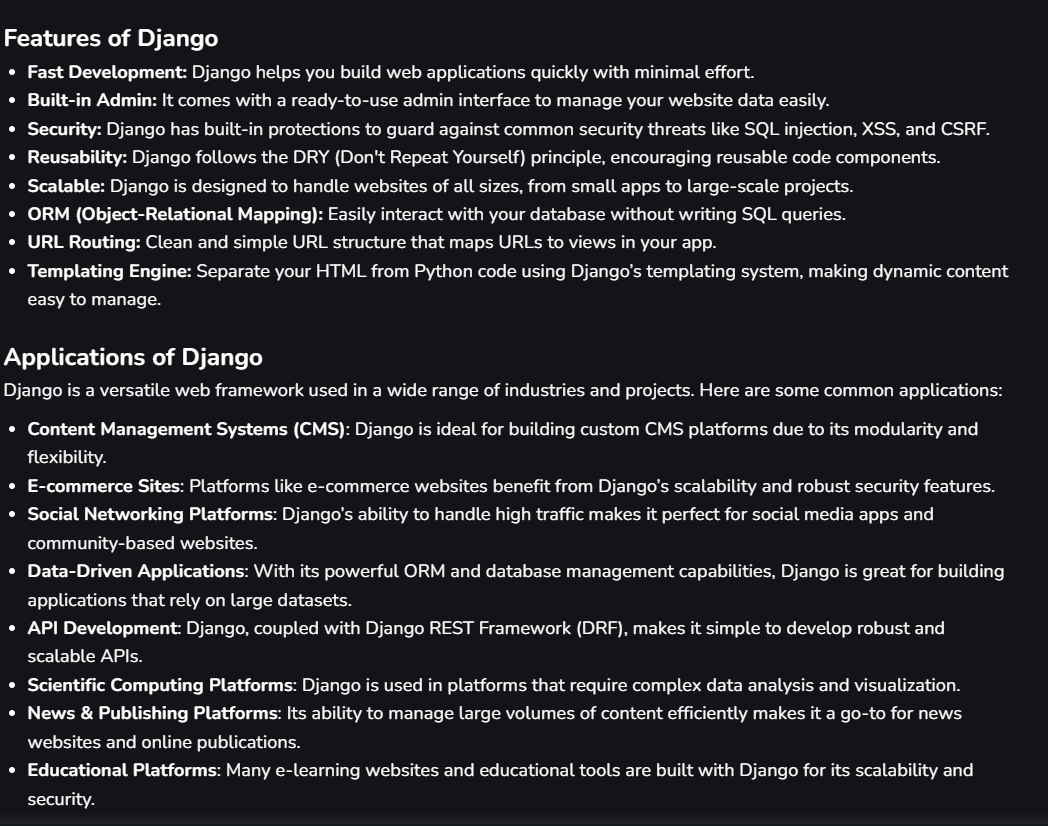 Features of Django
• Fast Development: Django helps you build web applications quickly with minimal effort.
• Built-in Admin: It comes with a ready-to-use admin interface to manage your website data easily.
• Security: Django has built-in protections to guard against common security threats like SQL injection, XSS, and CSRF.
• Reusability: Django follows the DRY (Don't Repeat Yourself) principle, encouraging reusable code components.
• Scalable: Django is designed to handle websites of all sizes, from small apps to large-scale projects.
• ORM (Object-Relational Mapping): Easily interact with your database without writing SQL queries.
• URL Routing: Clean and simple URL structure that maps URLs to views in your app.
• Templating Engine: Separate your HTML from Python code using Django’s templating system, making dynamic content
easy to manage.
Applications of Django
Django is a versatile web framework used in a wide range of industries and projects. Here are some common applications:
• Content Management Systems (CMS): Django is ideal for building custom CMS platforms due to its modularity and
flexibility.
• E-commerce Sites: Platforms like e-commerce websites benefit from Django’s scalability and robust security features.
• Social Networking Platforms: Django’s ability to handle high traffic makes it perfect for social media apps and
community-based websites.
• Data-Driven Applications: With its powerful ORM and database management capabilities, Django is great for building
applications that rely on large datasets.
• API Development: Django, coupled with Django REST Framework (DRF), makes it simple to develop robust and
scalable APIs.
• Scientific Computing Platforms: Django is used in platforms that require complex data analysis and visualization.
• News & Publishing Platforms: Its ability to manage large volumes of content efficiently makes it a go-to for news
websites and online publications.
• Educational Platforms: Many e-learning websites and educational tools are built with Django for its scalability and
security.